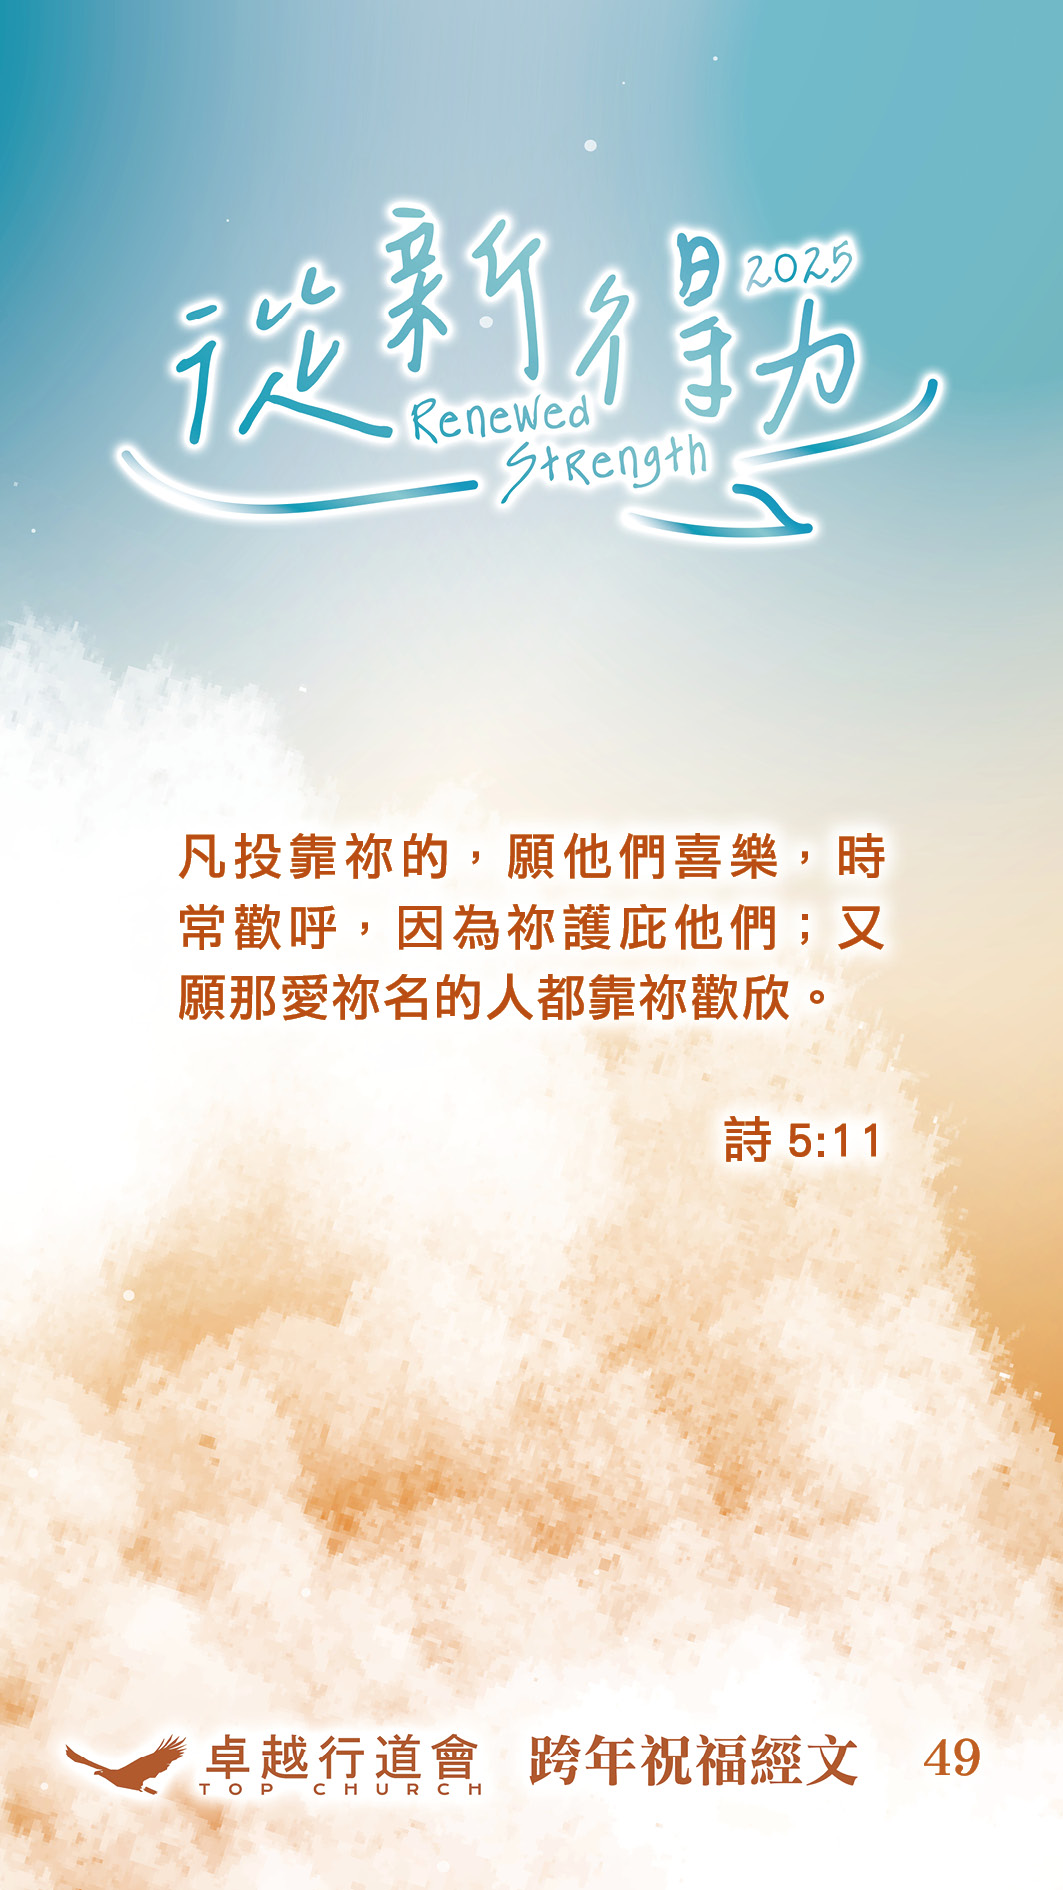 從新得力 2025
Renewed
Strength
凡投靠祢的，願他們喜樂，時
常歡呼，因為祢護庇他們；又
願那愛祢名的人都靠祢歡欣。
詩 5:11
卓越行道會 跨年祝福經文 49
TOP CHURCH